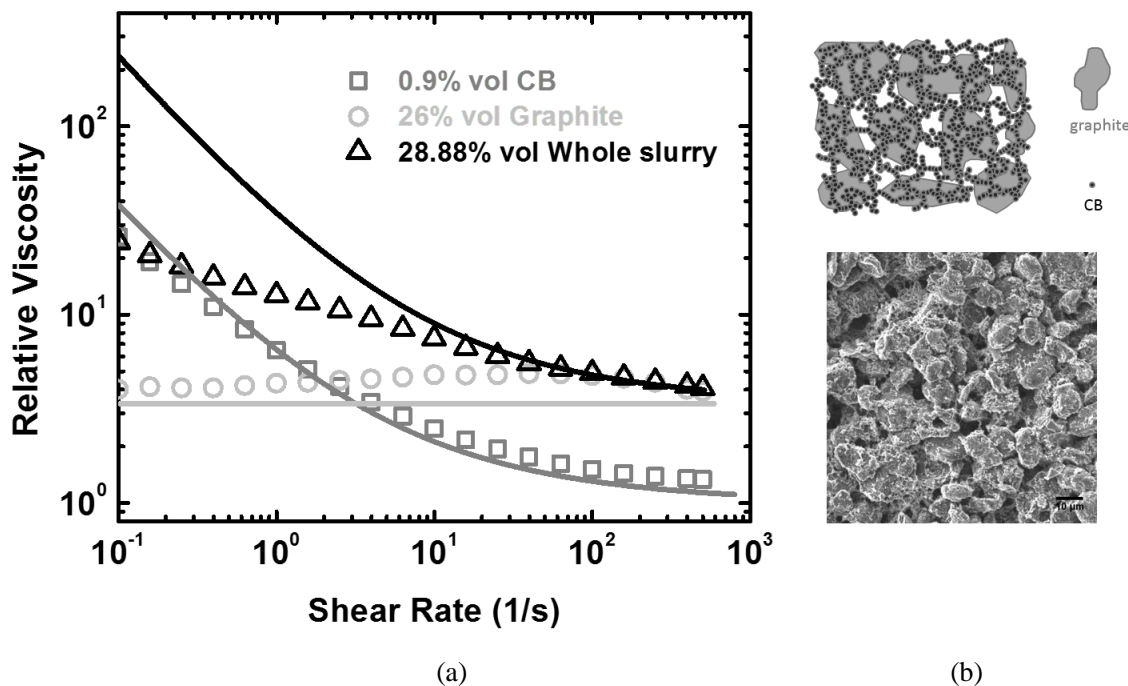 10²
10¹
10⁰
Relative Viscosity
0.9% vol CB
26% vol Graphite
28.88% vol Whole slurry
10⁻¹ 10⁰ 10¹ 10² 10³
Shear Rate (1/s)
(a)
graphite
CB
10 µm
(b)